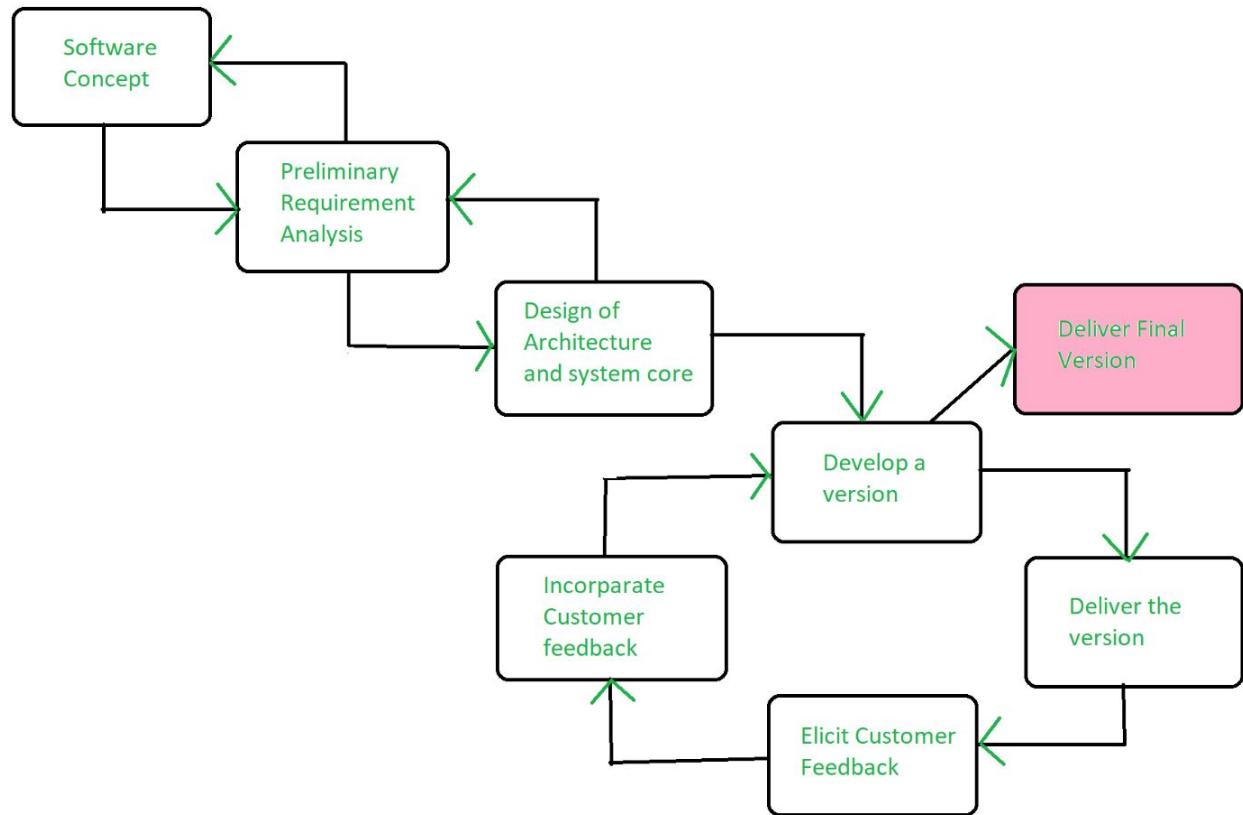 Software
Concept
Preliminary
Requirement
Analysis
Design of
Architecture
and system core
Deliver Final
Version
Develop a
version
Incorparate
Customer
feedback
Deliver the
version
Elicit Customer
Feedback